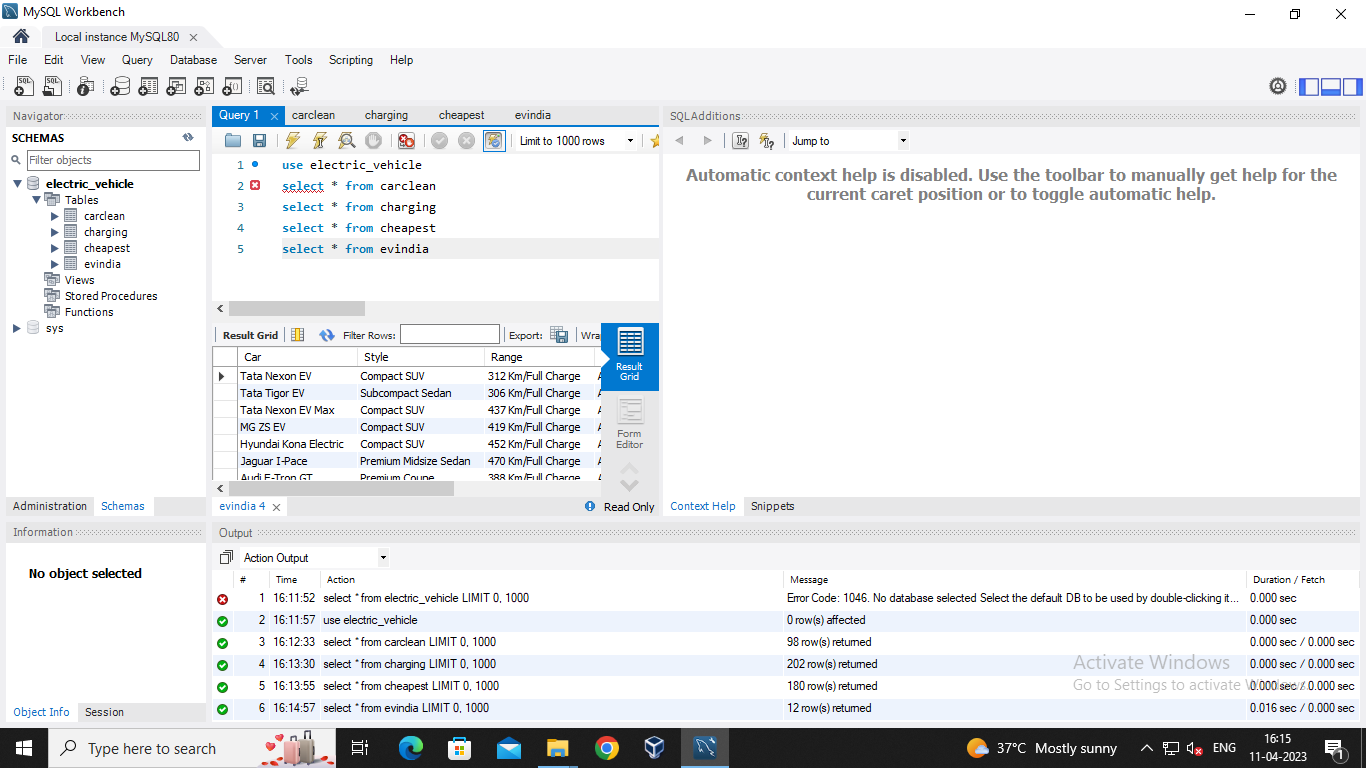 MySQL Workbench
Local instance MySQL80
File Edit View Query Database Server Tools Scripting Help
Navigator
SCHEMAS
Filter objects
electric_vehicle
Tables
carclean
charging
cheapest
evindia
Views
Stored Procedures
Functions
sys
Administration Schemas
Information
No object selected
Object Info Session
Query 1 carclean charging cheapest evindia
Limit to 1000 rows
1 use electric_vehicle
2 select * from carclean
3 select * from charging
4 select * from cheapest
5 select * from evindia
Result Grid Filter Rows: Export: Wra
Car Style Range
Tata Nexon EV Compact SUV 312 Km/Full Charge A
Tata Tigor EV Subcompact Sedan 306 Km/Full Charge A
Tata Nexon EV Max Compact SUV 437 Km/Full Charge A
MG ZS EV Compact SUV 419 Km/Full Charge A
Hyundai Kona Electric Compact SUV 452 Km/Full Charge A
Jaguar I-Pace Premium Midsize Sedan 470 Km/Full Charge A
Audi E-Tron GT Premium Coupe 388 Km/Full Charge A
Result Grid
Form Editor
evindia 4 Read Only
SQLAdditions
Jump to
Automatic context help is disabled. Use the toolbar to manually get help for the
current caret position or to toggle automatic help.
Context Help Snippets
Output
Action Output
# Time Action Message Duration / Fetch
1 16:11:52 select * from electric_vehicle LIMIT 0, 1000 Error Code: 1046. No database selected Select the default DB to be used by double-clicking it... 0.000 sec
2 16:11:57 use electric_vehicle 0 row(s) affected 0.000 sec
3 16:12:33 select * from carclean LIMIT 0, 1000 98 row(s) returned 0.000 sec / 0.000 sec
4 16:13:30 select * from charging LIMIT 0, 1000 202 row(s) returned 0.000 sec / 0.000 sec
5 16:13:55 select * from cheapest LIMIT 0, 1000 180 row(s) returned 0.000 sec / 0.000 sec
6 16:14:57 select * from evindia LIMIT 0, 1000 12 row(s) returned 0.016 sec / 0.000 sec
Activate Windows
Go to Settings to activate Windows.
Type here to search
37°C Mostly sunny
ENG
16:15
11-04-2023
1